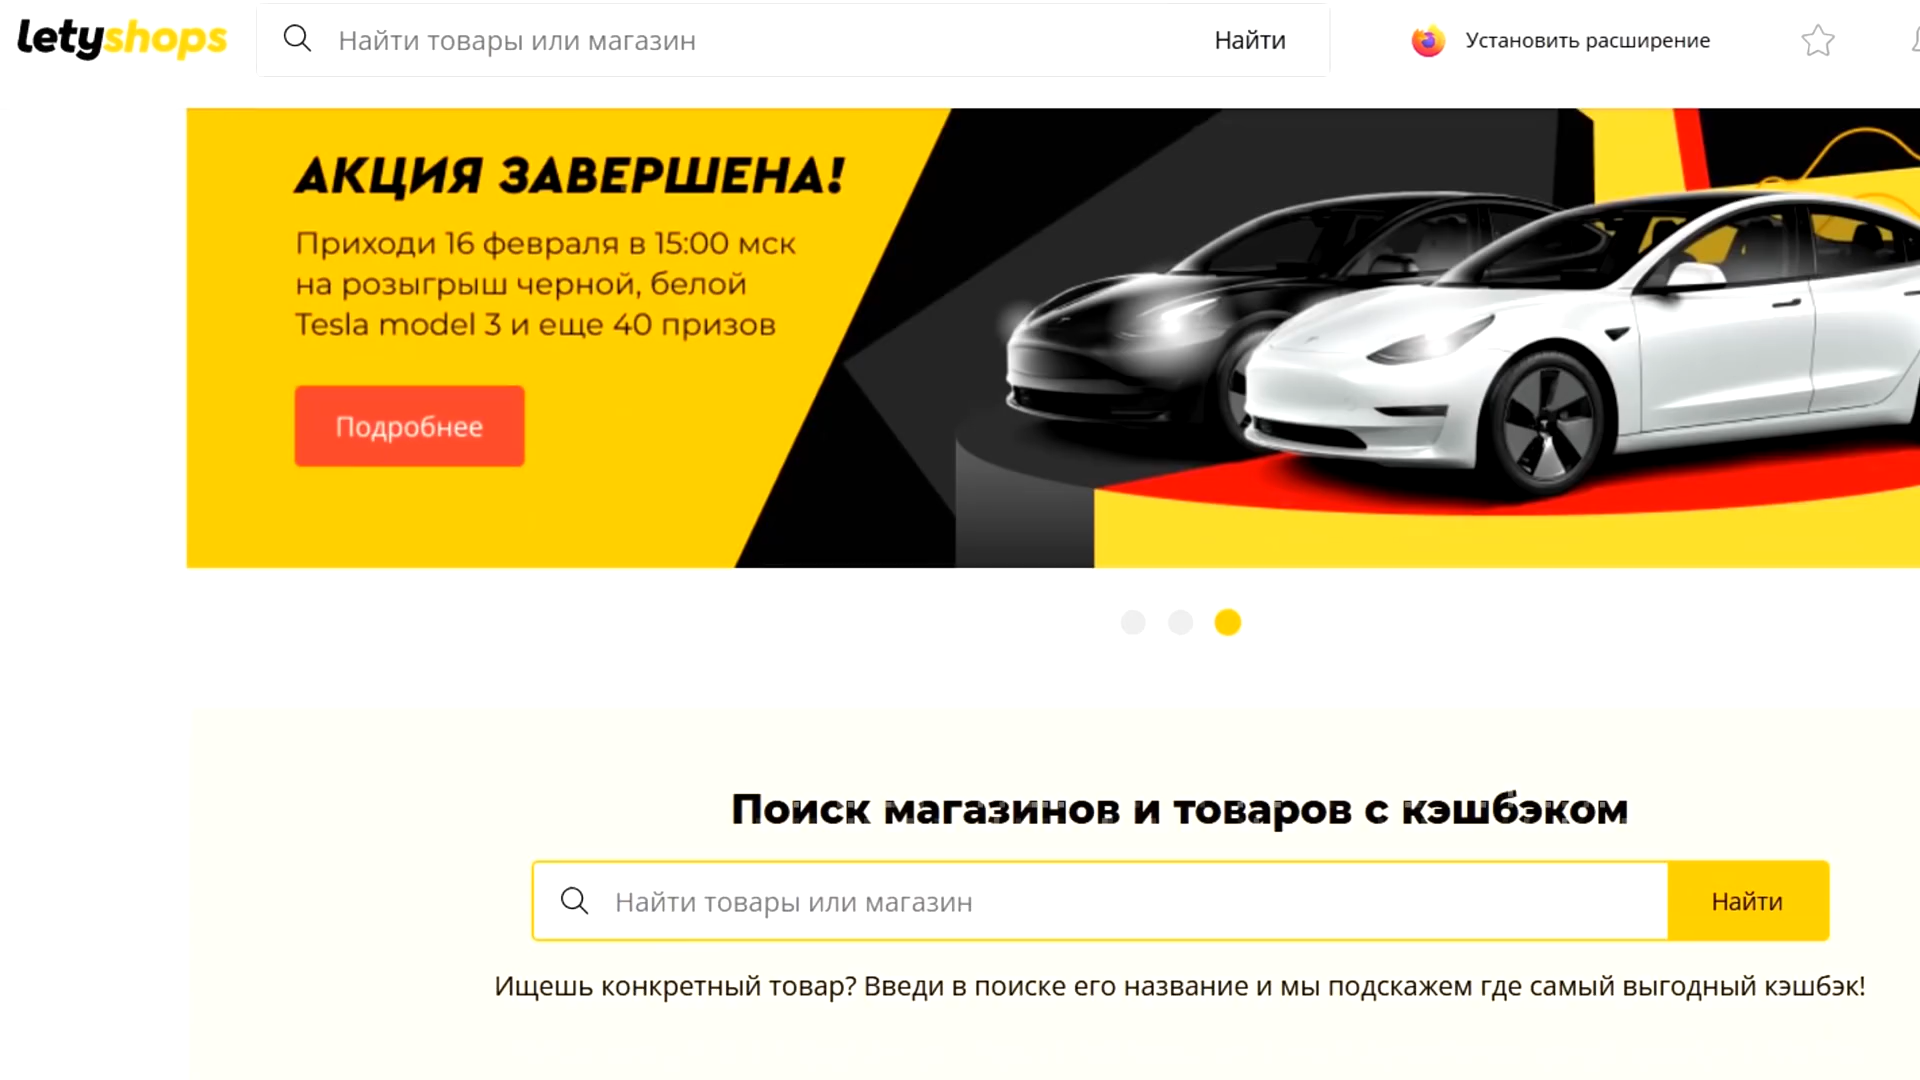 letyshops
Найти товары или магазин
Найти
Установить расширение
АКЦИЯ ЗАВЕРШЕНА!
Приходи 16 февраля в 15:00 мск
на розыгрыш черной, белой
Tesla model 3 и еще 40 призов
Подробнее
Поиск магазинов и товаров с кэшбэком
Найти товары или магазин
Найти
Ищешь конкретный товар? Введи в поиске его название и мы подскажем где самый выгодный кэшбэк!